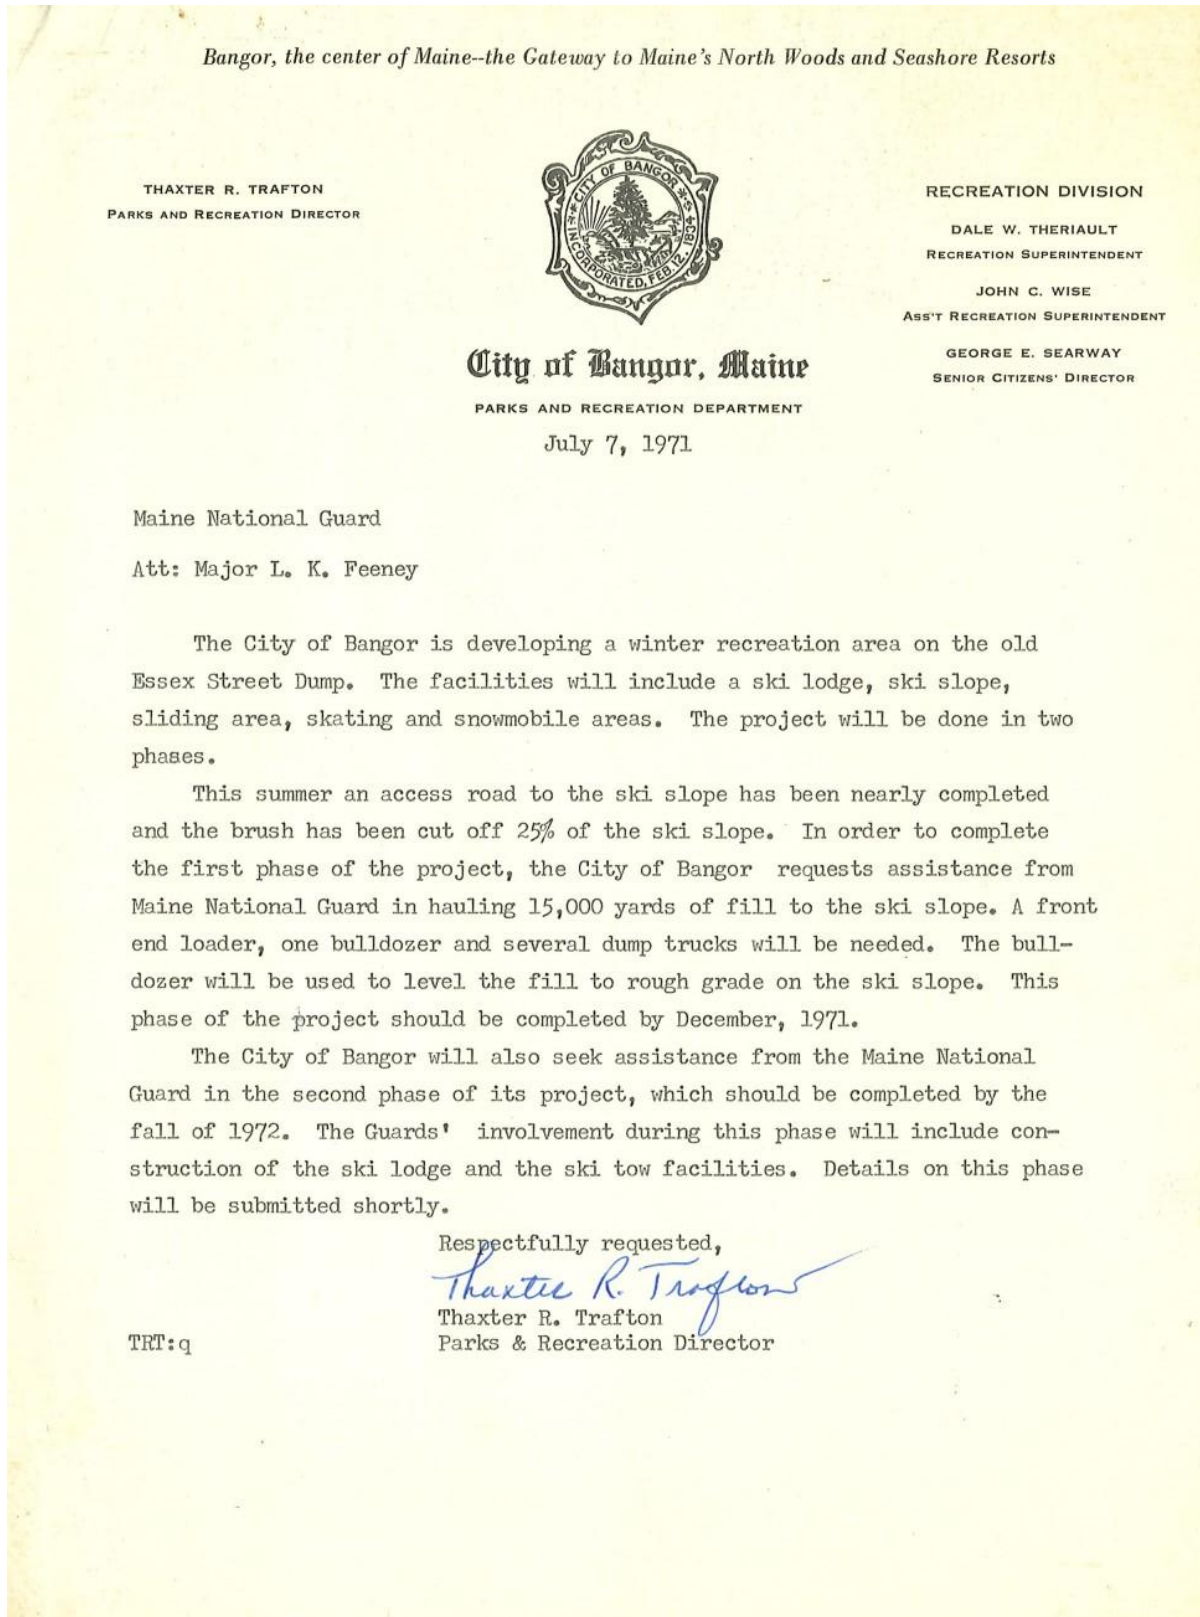 Bangor, the center of Maine--the Gateway to Maine's North Woods and Seashore Resorts
THAXTER R. TRAFTON
PARKS AND RECREATION DIRECTOR
CITY OF BANGOR
INCORPORATED, FEB. 12, 1834
RECREATION DIVISION
DALE W. THERIAULT
RECREATION SUPERINTENDENT
JOHN C. WISE
ASS'T RECREATION SUPERINTENDENT
GEORGE E. SEARWAY
SENIOR CITIZENS' DIRECTOR
City of Bangor, Maine
PARKS AND RECREATION DEPARTMENT
July 7, 1971
Maine National Guard
Att: Major L. K. Feeney
The City of Bangor is developing a winter recreation area on the old
Essex Street Dump. The facilities will include a ski lodge, ski slope,
sliding area, skating and snowmobile areas. The project will be done in two
phases.
This summer an access road to the ski slope has been nearly completed
and the brush has been cut off 25% of the ski slope. In order to complete
the first phase of the project, the City of Bangor requests assistance from
Maine National Guard in hauling 15,000 yards of fill to the ski slope. A front
end loader, one bulldozer and several dump trucks will be needed. The bull-
dozer will be used to level the fill to rough grade on the ski slope. This
phase of the project should be completed by December, 1971.
The City of Bangor will also seek assistance from the Maine National
Guard in the second phase of its project, which should be completed by the
fall of 1972. The Guards' involvement during this phase will include con-
struction of the ski lodge and the ski tow facilities. Details on this phase
will be submitted shortly.
Respectfully requested,
Thaxter R. Trafton
Thaxter R. Trafton
TRT:q Parks & Recreation Director